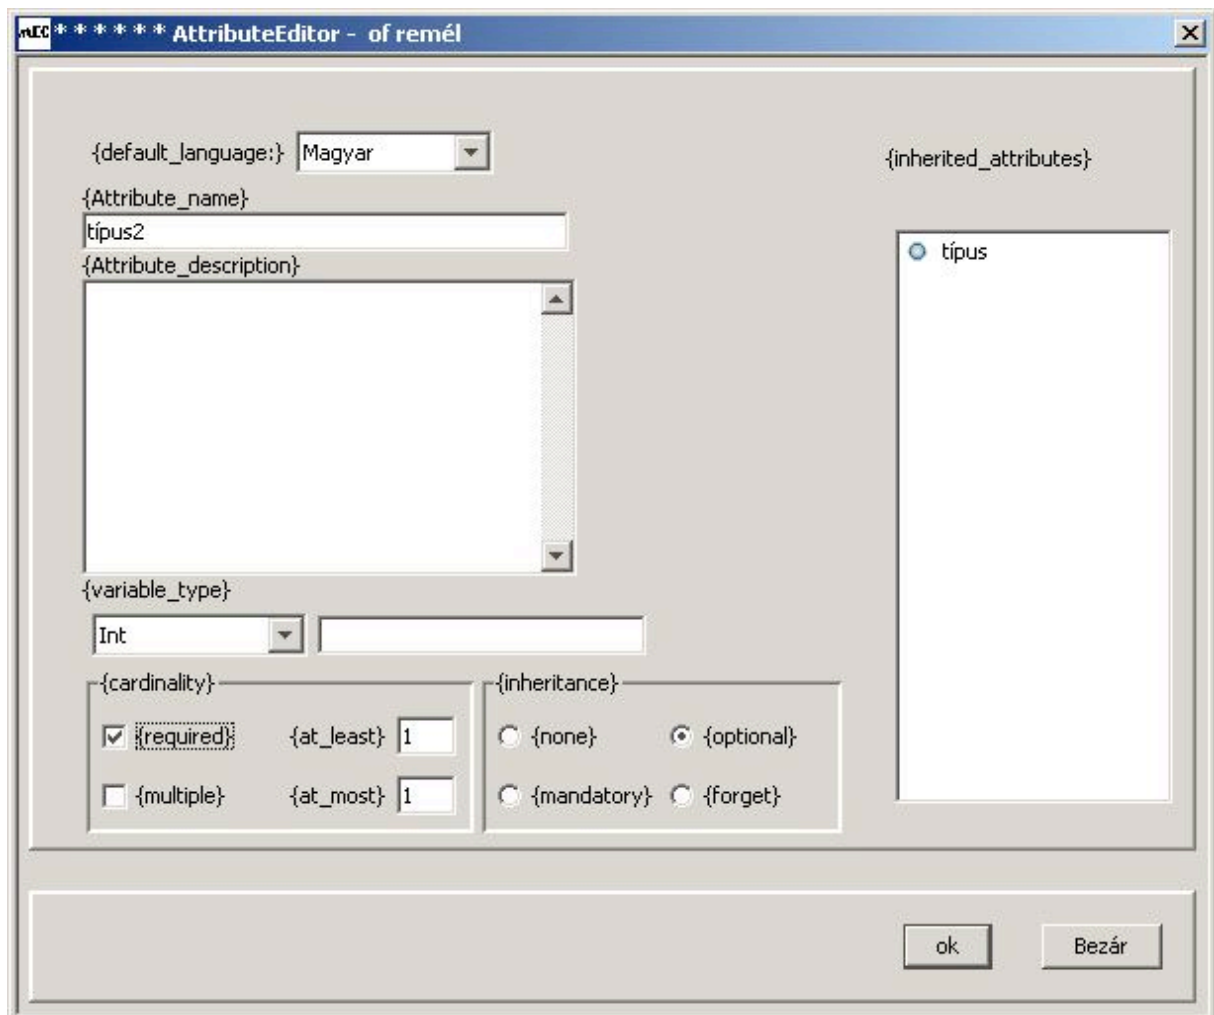 mEC * * * * * * AttributeEditor - of remél
{default_language:} Magyar
{inherited_attributes}
{Attribute_name}
típus2
típus
{Attribute_description}
{variable_type}
Int
{cardinality}
{inheritance}
{required} {at_least} 1 {none} {optional}
{multiple} {at_most} 1 {mandatory} {forget}
ok Bezár